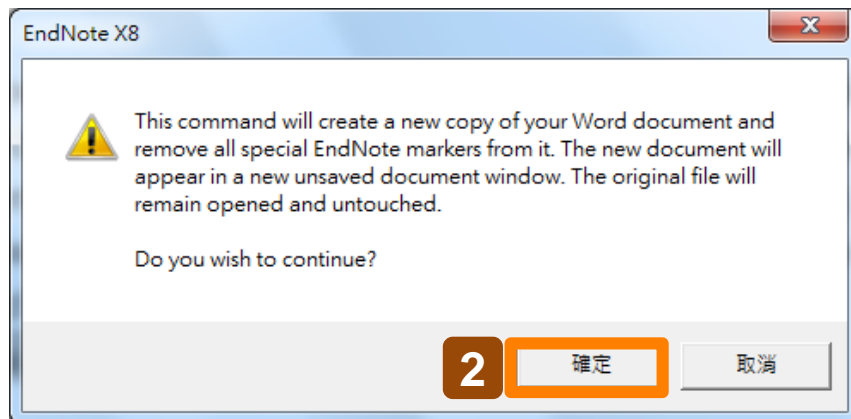 EndNote X8
This command will create a new copy of your Word document and
remove all special EndNote markers from it. The new document will
appear in a new unsaved document window. The original file will
remain opened and untouched.
Do you wish to continue?
2 確定 取消